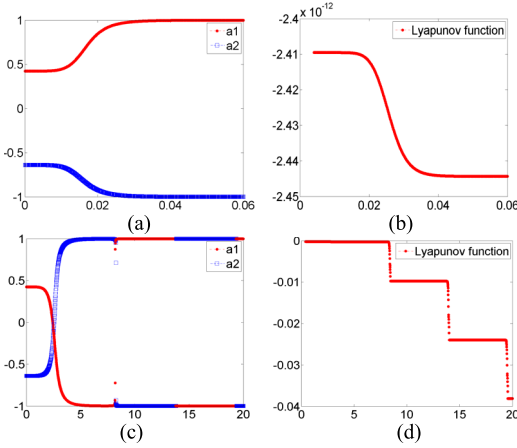 1
0.5
0
-0.5
-1
0 0.02 0.04 0.06
a1
a2
(a)
×10⁻¹²
-2.4
-2.41
-2.42
-2.43
-2.44
-2.45
0 0.02 0.04 0.06
Lyapunov function
(b)
1
0.5
0
-0.5
-1
0 5 10 15 20
a1
a2
(c)
0
-0.01
-0.02
-0.03
-0.04
0 5 10 15 20
Lyapunov function
(d)